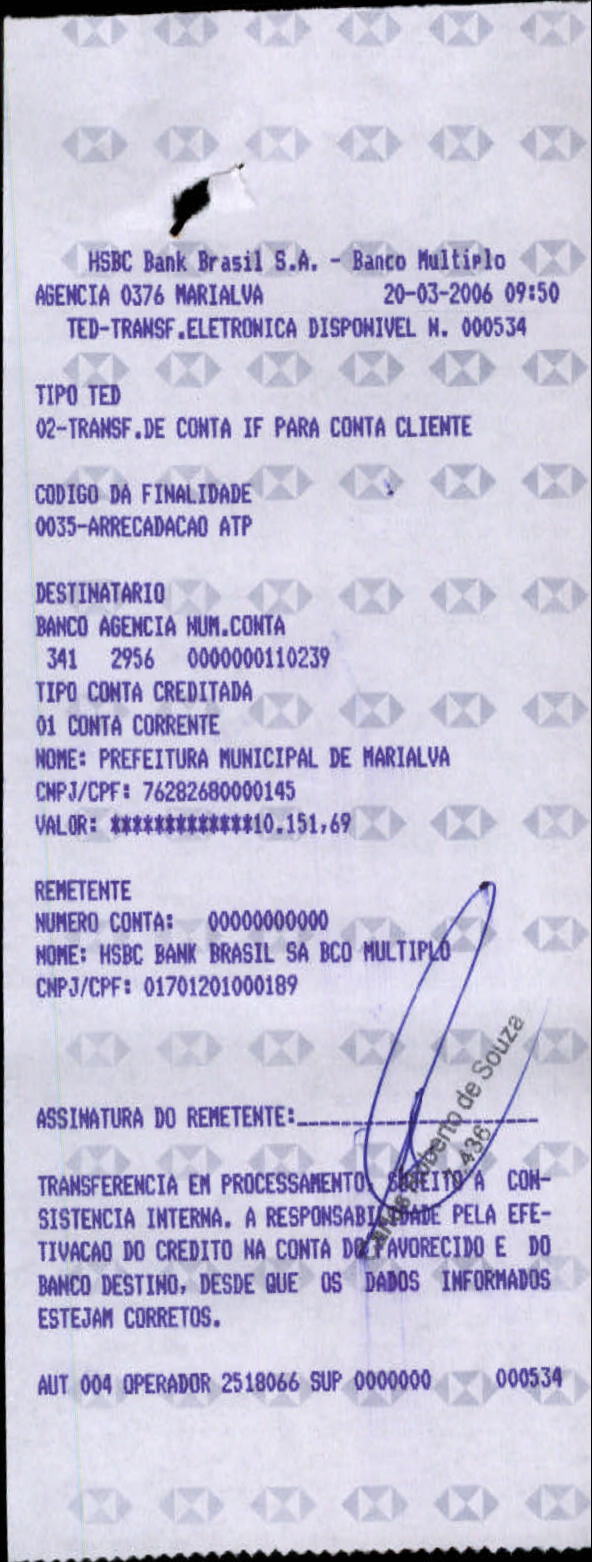 HSBC Bank Brasil S.A. - Banco Multiplo
AGENCIA 0376 MARIALVA 20-03-2006 09:50
TED-TRANSF.ELETRONICA DISPONIVEL N. 000534
TIPO TED
02-TRANSF.DE CONTA IF PARA CONTA CLIENTE
CODIGO DA FINALIDADE
0035-ARRECADACAO ATP
DESTINATARIO
BANCO AGENCIA NUM.CONTA
341 2956 0000000110239
TIPO CONTA CREDITADA
01 CONTA CORRENTE
NOME: PREFEITURA MUNICIPAL DE MARIALVA
CNPJ/CPF: 76282680000145
VALOR: *************10.151,69
REMETENTE
NUMERO CONTA: 00000000000
NOME: HSBC BANK BRASIL SA BCO MULTIPLO
CNPJ/CPF: 01701201000189
ASSINATURA DO REMETENTE:
Roberto de Souza
TRANSFERENCIA EM PROCESSAMENTO. SUJEITO A CON-
SISTENCIA INTERNA. A RESPONSABILIDADE PELA EFE-
TIVACAO DO CREDITO NA CONTA DO FAVORECIDO E DO
BANCO DESTINO, DESDE QUE OS DADOS INFORMADOS
ESTEJAM CORRETOS.
AUT 004 OPERADOR 2518066 SUP 0000000 000534